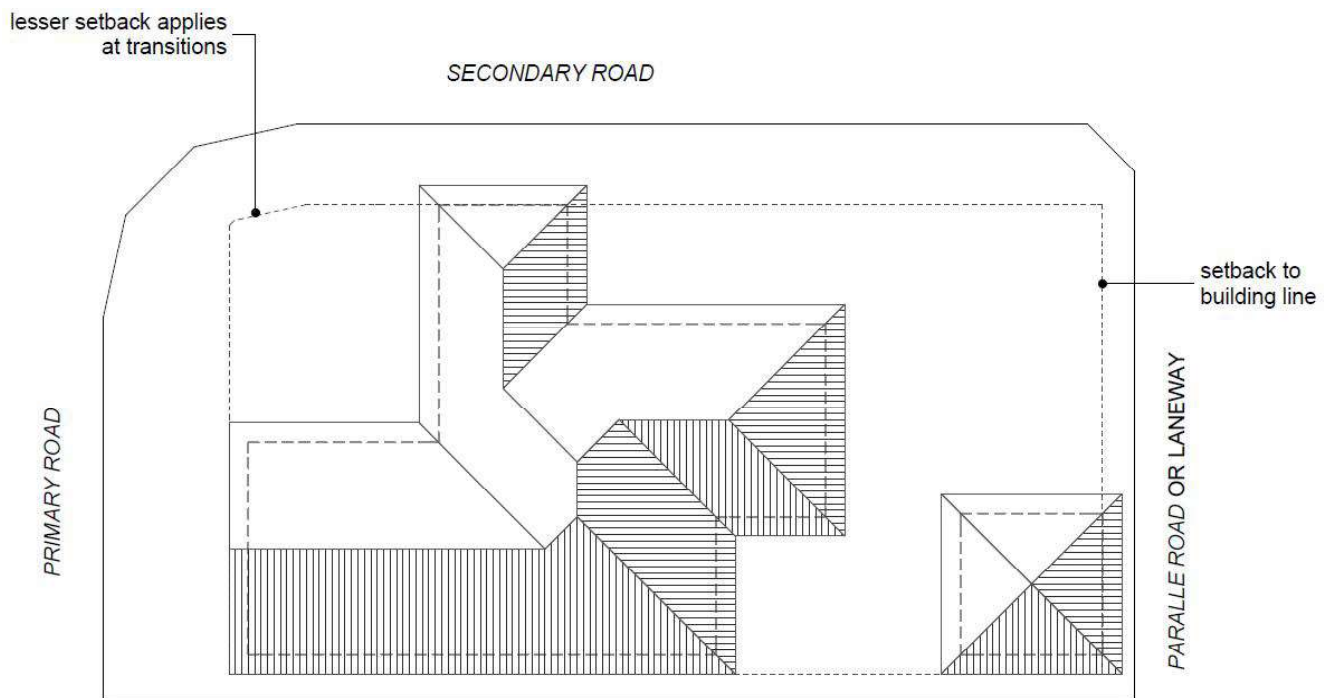 lesser setback applies
at transitions
SECONDARY ROAD
setback to
building line
PRIMARY ROAD
PARALLE ROAD OR LANEWAY